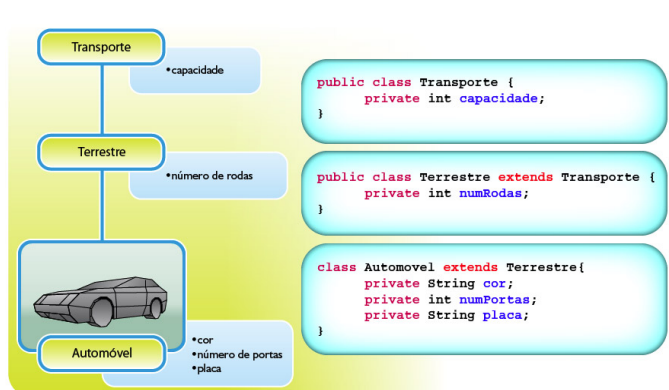 Transporte
•capacidade
Terrestre
•número de rodas
Automóvel
•cor
•número de portas
•placa
public class Transporte {
private int capacidade;
}
public class Terrestre extends Transporte {
private int numRodas;
}
class Automovel extends Terrestre{
private String cor;
private int numPortas;
private String placa;
}